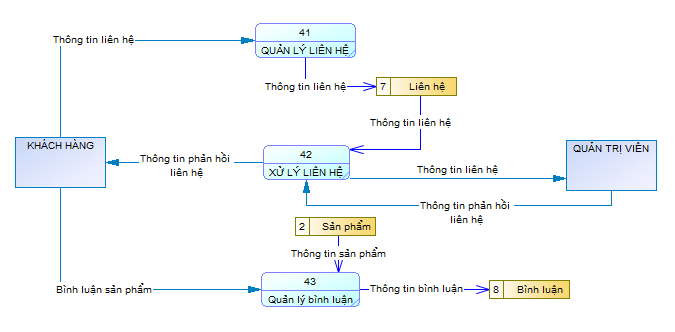 41
Thông tin liên hệ
QUẢN LÝ LIÊN HỆ
Thông tin liên hệ
7 Liên hệ
Thông tin liên hệ
KHÁCH HÀNG
42
QUẢN TRỊ VIÊN
Thông tin phản hồi
liên hệ
XỬ LÝ LIÊN HỆ
Thông tin liên hệ
Thông tin phản hồi
liên hệ
2 Sản phẩm
Thông tin sản phẩm
43
Bình luận sản phẩm
Quản lý bình luận
Thông tin bình luận
8 Bình luận